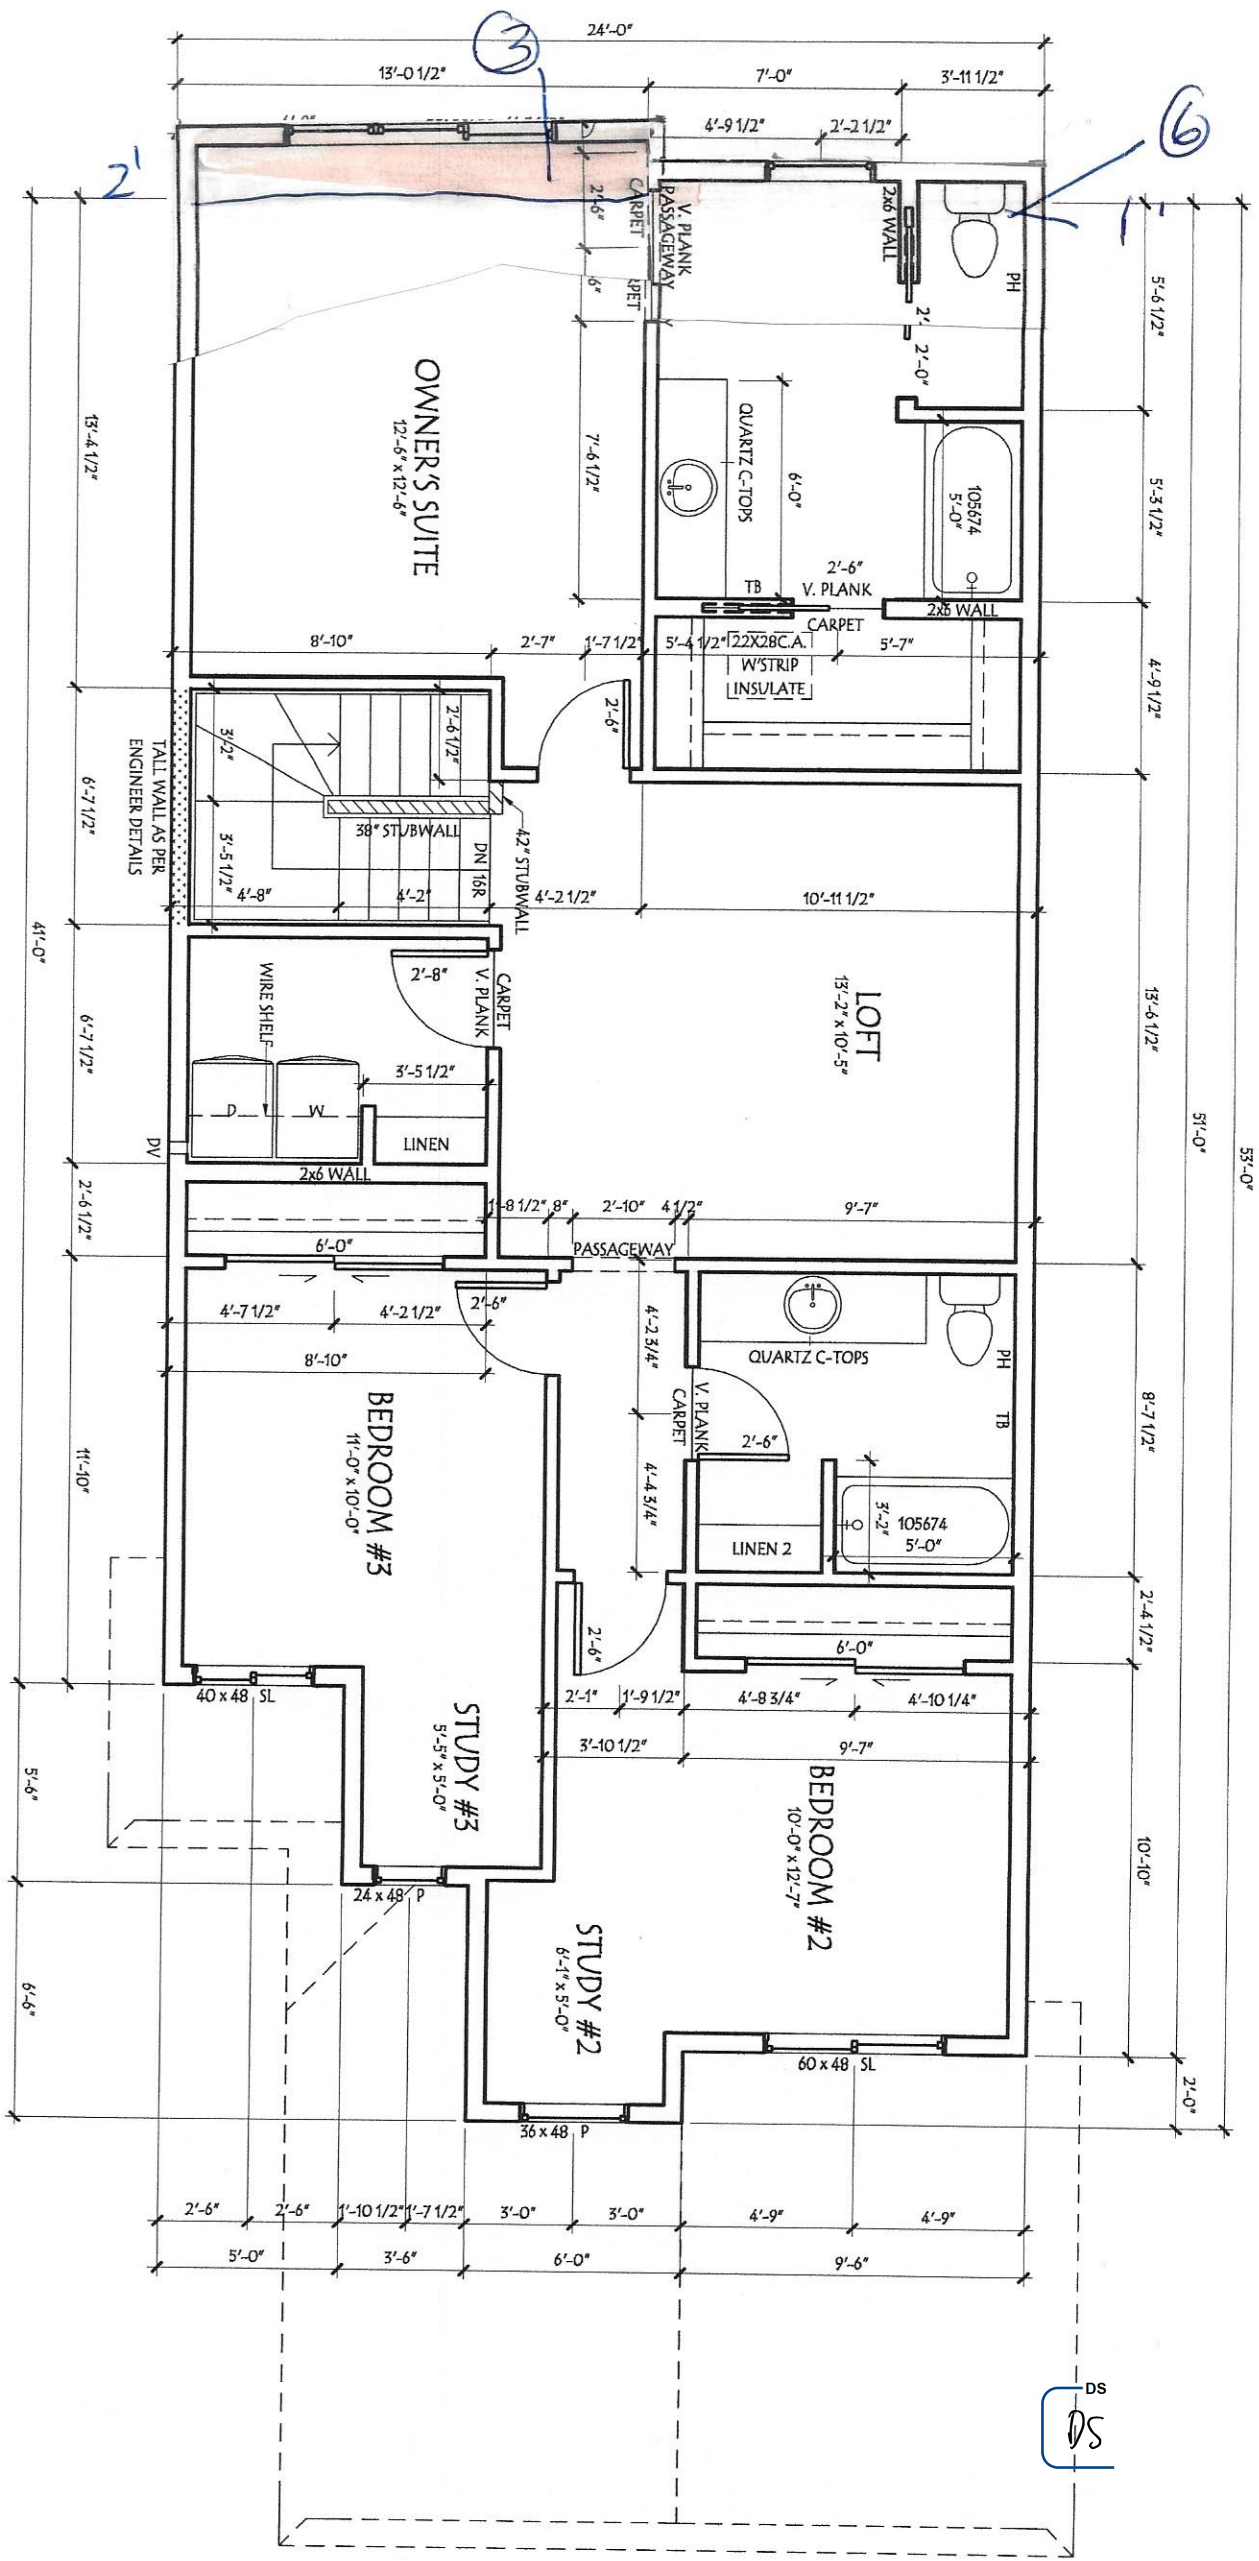 24'-0"
13'-0 1/2"
3
7'-0"
3'-11 1/2"
6
4'-9 1/2"
2'-2 1/2"
2'
1'
2'-6"
CARPET
PASSAGEWAY
V. PLANK
2x6 WALL
PH
5'-6 1/2"
2'-0"
OWNER'S SUITE
12'-6" x 12'-6"
13'-4 1/2"
7'-6 1/2"
QUARTZ C-TOPS
6'-0"
105674
5'-0"
5'-3 1/2"
2'-6"
TB
V. PLANK
CARPET
2x6 WALL
8'-10"
2'-7"
1'-7 1/2"
5'-4 1/2"
22X28C.A.
W'STRIP
INSULATE
5'-7"
4'-9 1/2"
2'-6"
3'-2"
2'-6 1/2"
TALL WALL AS PER
ENGINEER DETAILS
6'-7 1/2"
38" STUBWALL
42" STUBWALL
3'-5 1/2"
DN 16R
4'-8"
4'-2"
4'-2 1/2"
10'-11 1/2"
41'-0"
2'-8"
V. PLANK
CARPET
WIRE SHELF
LOFT
13'-2" x 10'-5"
13'-6 1/2"
6'-7 1/2"
3'-5 1/2"
D
W
LINEN
DV
51'-0"
53'-0"
2x6 WALL
2'-6 1/2"
1'-8 1/2"
8"
2'-10"
4 1/2"
9'-7"
6'-0"
PASSAGEWAY
2'-6"
4'-7 1/2"
4'-2 1/2"
8'-10"
4'-2 3/4"
QUARTZ C-TOPS
PH
TB
BEDROOM #3
11'-0" x 10'-0"
11'-10"
CARPET
V. PLANK
2'-6"
8'-7 1/2"
4'-4 3/4"
LINEN 2
3'-2"
105674
5'-0"
2'-6"
2'-4 1/2"
6'-0"
40 x 48 SL
2'-1"
1'-9 1/2"
4'-8 3/4"
4'-10 1/4"
STUDY #3
5'-5" x 5'-0"
3'-10 1/2"
9'-7"
5'-6"
BEDROOM #2
10'-0" x 12'-7"
10'-10"
24 x 48 P
STUDY #2
6'-1" x 5'-0"
6'-6"
60 x 48 SL
2'-0"
36 x 48 P
2'-6"
2'-6"
1'-10 1/2"
1'-7 1/2"
3'-0"
3'-0"
4'-9"
4'-9"
5'-0"
3'-6"
6'-0"
9'-6"
DS
DS